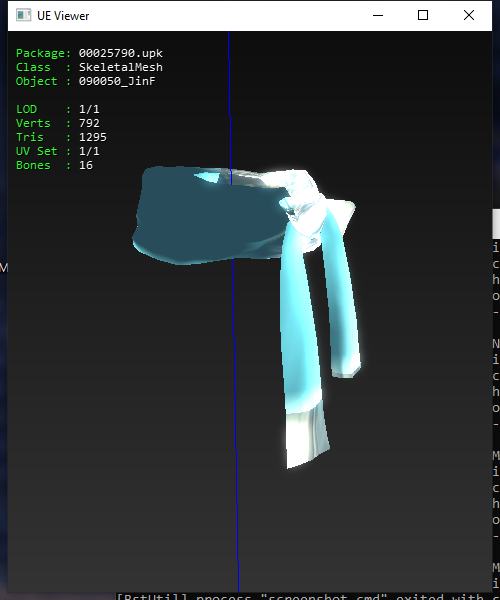 UE Viewer
Package: 00025790.upk
Class : SkeletalMesh
Object : 090050_JinF
LOD : 1/1
Verts : 792
Tris : 1295
UV Set : 1/1
Bones : 16
M
i
c
h
o
-
N
i
c
h
o
-
M
i
c
h
o
-
M
i
[BstUtil] process "screenshot.cmd" exited with c